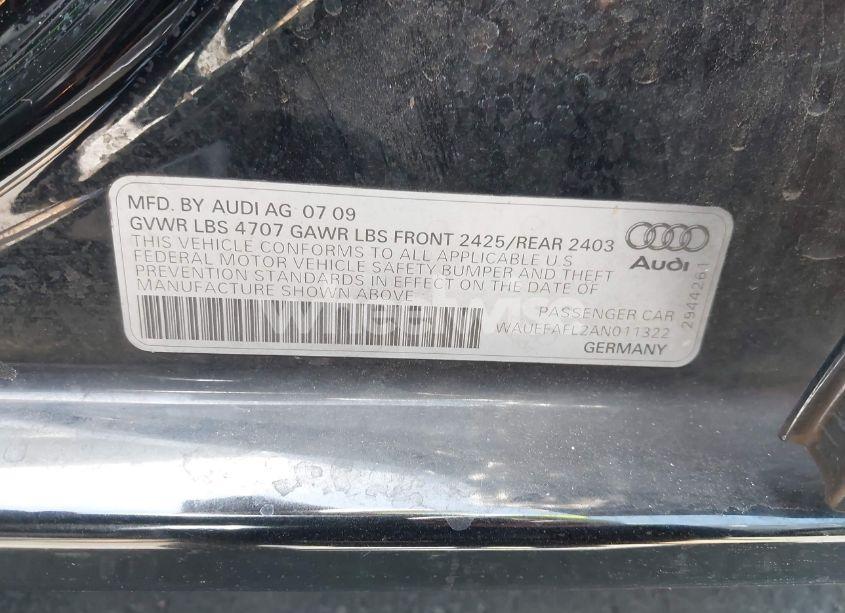 MFD. BY AUDI AG 07 09
GVWR LBS 4707 GAWR LBS FRONT 2425/REAR 2403
THIS VEHICLE CONFORMS TO ALL APPLICABLE U.S
FEDERAL MOTOR VEHICLE SAFETY BUMPER AND THEFT
PREVENTION STANDARDS IN EFFECT ON THE DATE OF
MANUFACTURE SHOWN ABOVE
Audi
2944261
PASSENGER CAR
WAUEFAFL2AN011322
GERMANY
wheelwise